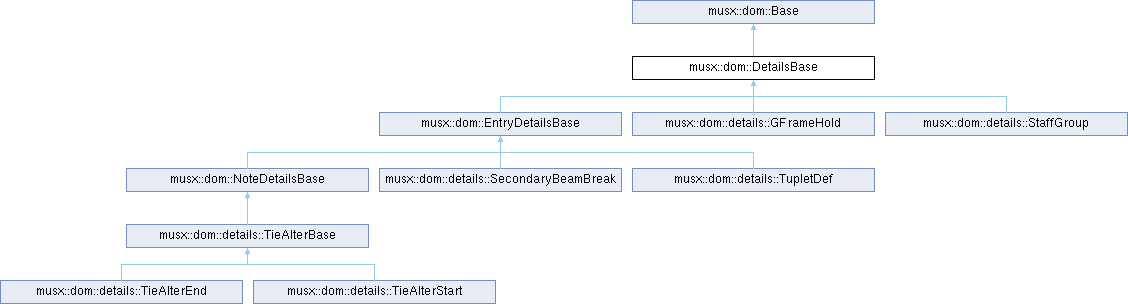 musx::dom::Base
musx::dom::DetailsBase
musx::dom::EntryDetailsBase
musx::dom::details::GFrameHold
musx::dom::details::StaffGroup
musx::dom::NoteDetailsBase
musx::dom::details::SecondaryBeamBreak
musx::dom::details::TupletDef
musx::dom::details::TieAlterBase
musx::dom::details::TieAlterEnd
musx::dom::details::TieAlterStart